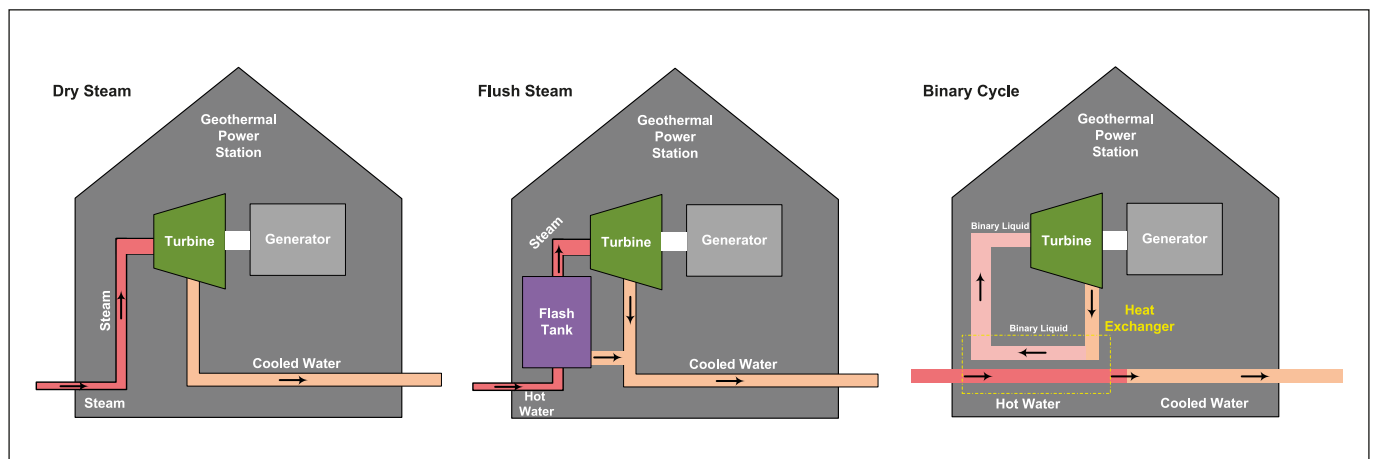 Dry Steam
Geothermal
Power
Station
Turbine
Generator
Steam
Steam
Cooled Water
Flush Steam
Geothermal
Power
Station
Steam
Turbine
Generator
Flash
Tank
Cooled Water
Hot
Water
Binary Cycle
Geothermal
Power
Station
Binary Liquid
Turbine
Generator
Heat
Exchanger
Binary Liquid
Hot Water
Cooled Water